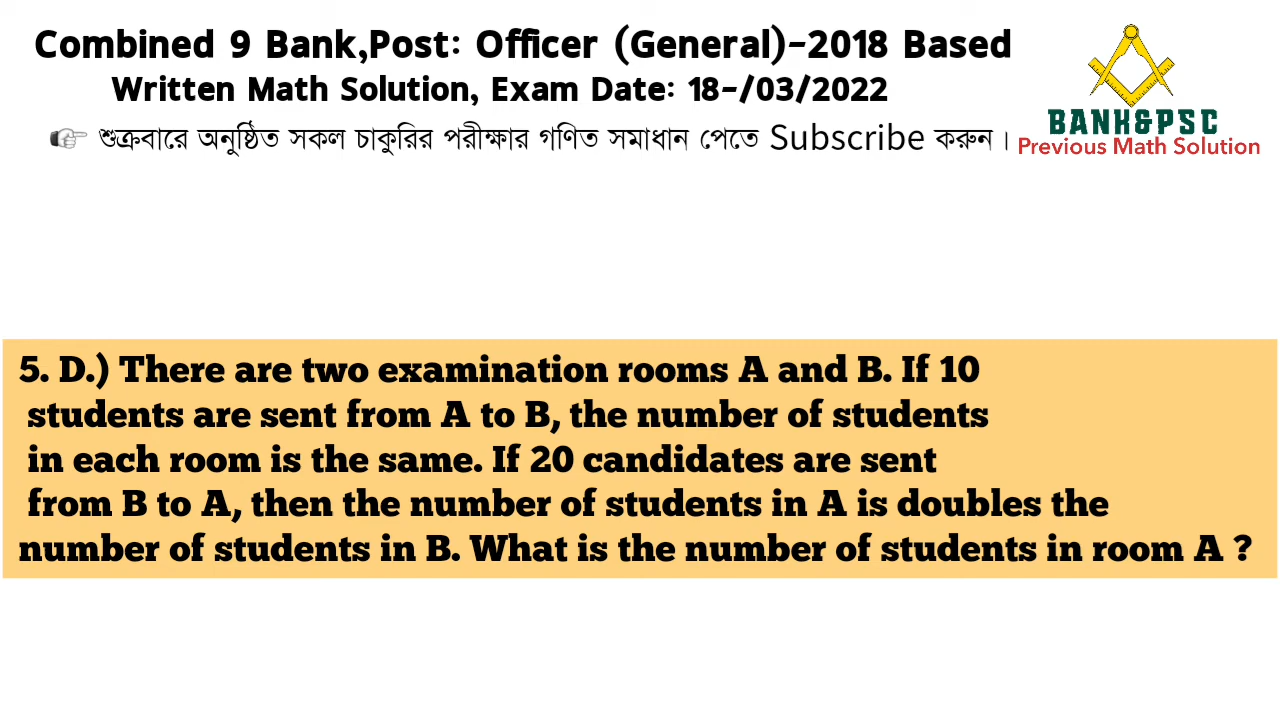 Combined 9 Bank,Post: Officer (General)-2018 Based
Written Math Solution, Exam Date: 18-/03/2022
শুক্রবারে অনুষ্ঠিত সকল চাকুরির পরীক্ষার গণিত সমাধান পেতে Subscribe করুন।
BANK&PSC
Previous Math Solution
5. D.) There are two examination rooms A and B. If 10
students are sent from A to B, the number of students
in each room is the same. If 20 candidates are sent
from B to A, then the number of students in A is doubles the
number of students in B. What is the number of students in room A ?